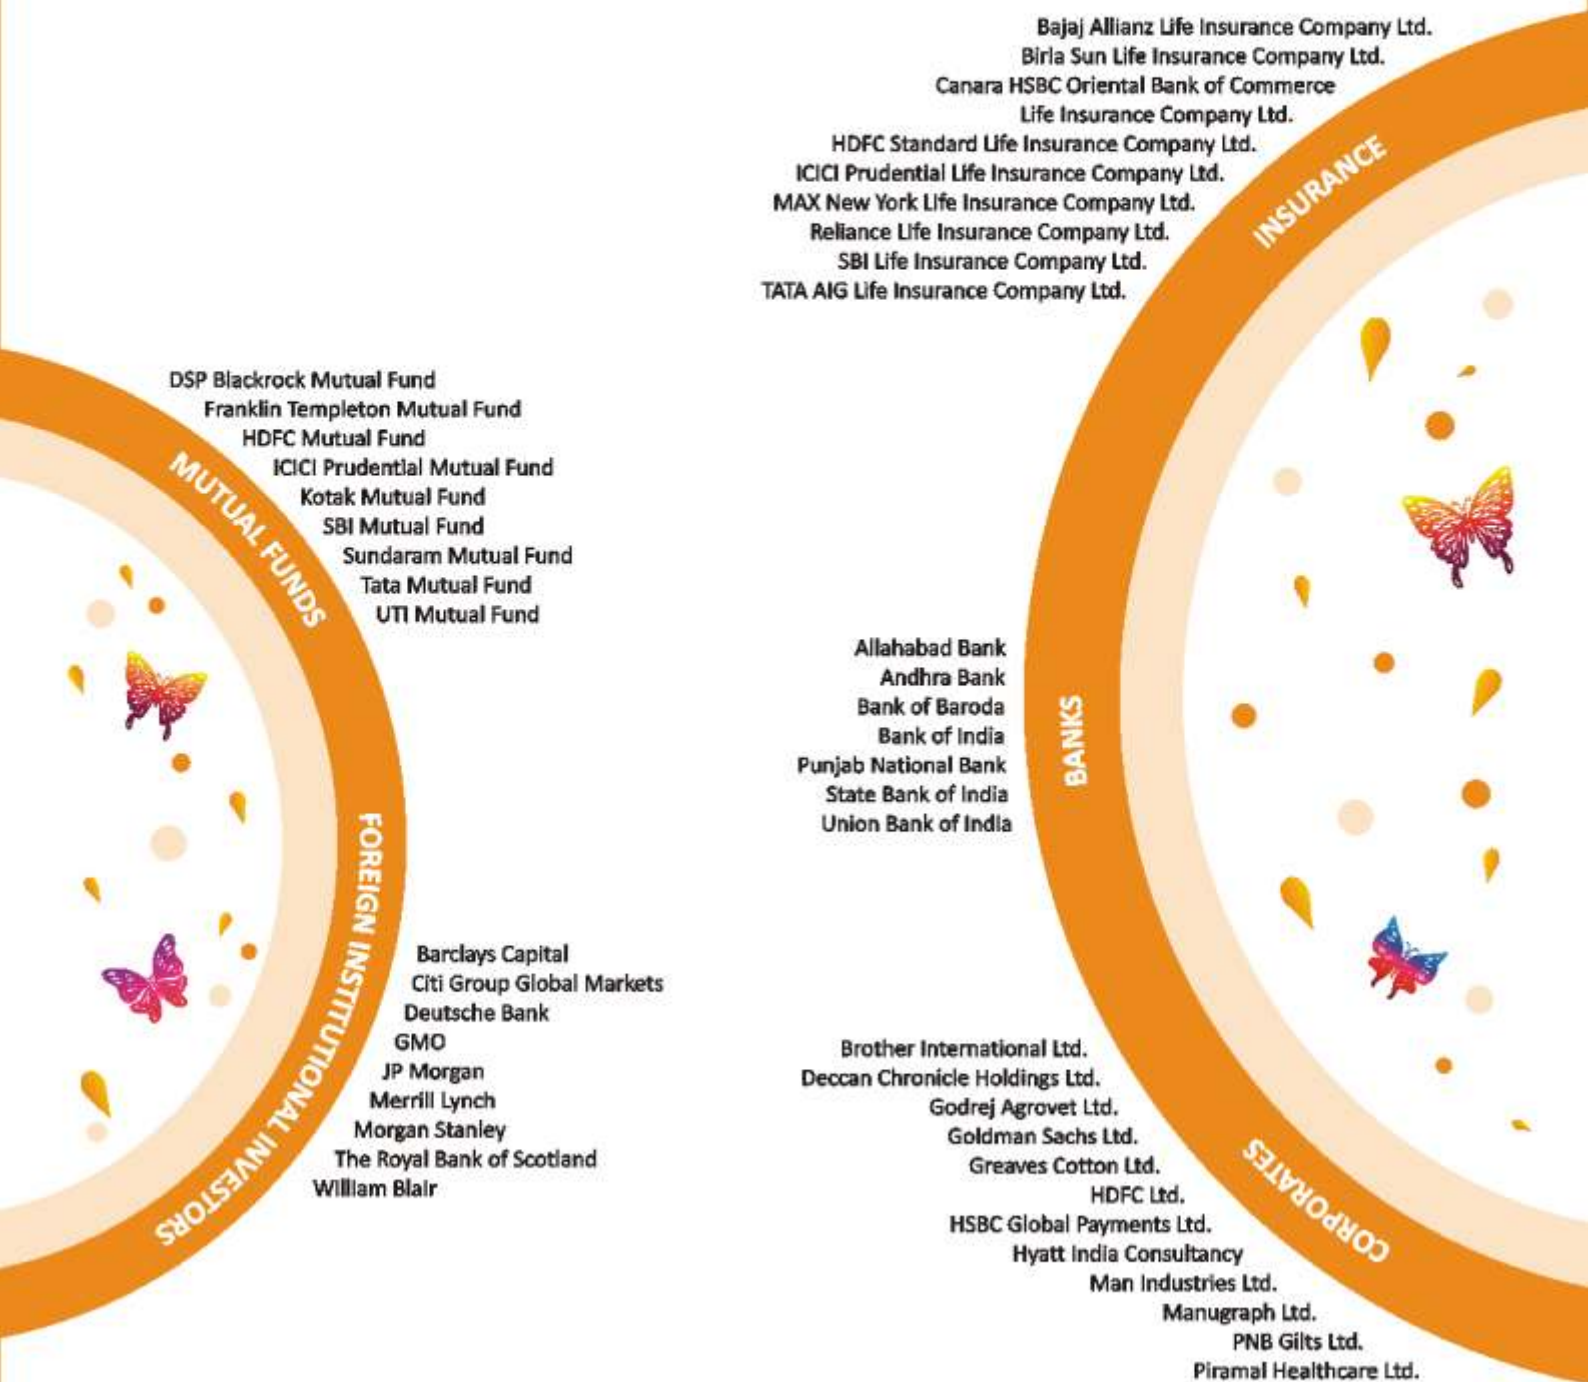 MUTUAL FUNDS
DSP Blackrock Mutual Fund
Franklin Templeton Mutual Fund
HDFC Mutual Fund
ICICI Prudential Mutual Fund
Kotak Mutual Fund
SBI Mutual Fund
Sundaram Mutual Fund
Tata Mutual Fund
UTI Mutual Fund
FOREIGN INSTITUTIONAL INVESTORS
Barclays Capital
Citi Group Global Markets
Deutsche Bank
GMO
JP Morgan
Merrill Lynch
Morgan Stanley
The Royal Bank of Scotland
William Blair
INSURANCE
Bajaj Allianz Life Insurance Company Ltd.
Birla Sun Life Insurance Company Ltd.
Canara HSBC Oriental Bank of Commerce
Life Insurance Company Ltd.
HDFC Standard Life Insurance Company Ltd.
ICICI Prudential Life Insurance Company Ltd.
MAX New York Life Insurance Company Ltd.
Reliance Life Insurance Company Ltd.
SBI Life Insurance Company Ltd.
TATA AIG Life Insurance Company Ltd.
BANKS
Allahabad Bank
Andhra Bank
Bank of Baroda
Bank of India
Punjab National Bank
State Bank of India
Union Bank of India
CORPORATES
Brother International Ltd.
Deccan Chronicle Holdings Ltd.
Godrej Agrovet Ltd.
Goldman Sachs Ltd.
Greaves Cotton Ltd.
HDFC Ltd.
HSBC Global Payments Ltd.
Hyatt India Consultancy
Man Industries Ltd.
Manugraph Ltd.
PNB Gilts Ltd.
Piramal Healthcare Ltd.